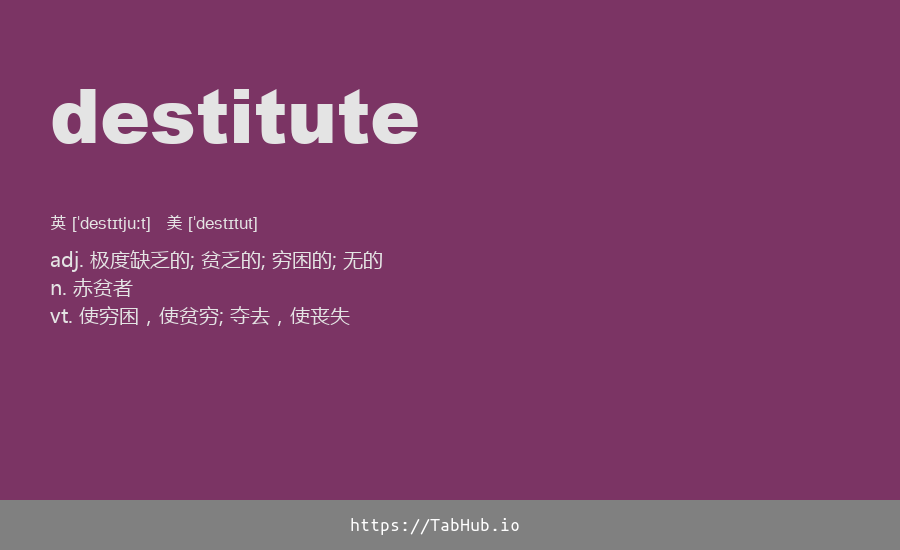 destitute
英 [ˈdestɪtjuːt] 美 [ˈdestɪtut]
adj. 极度缺乏的; 贫乏的; 穷困的; 无的
n. 赤贫者
vt. 使穷困，使贫穷; 夺去，使丧失
https://TabHub.io